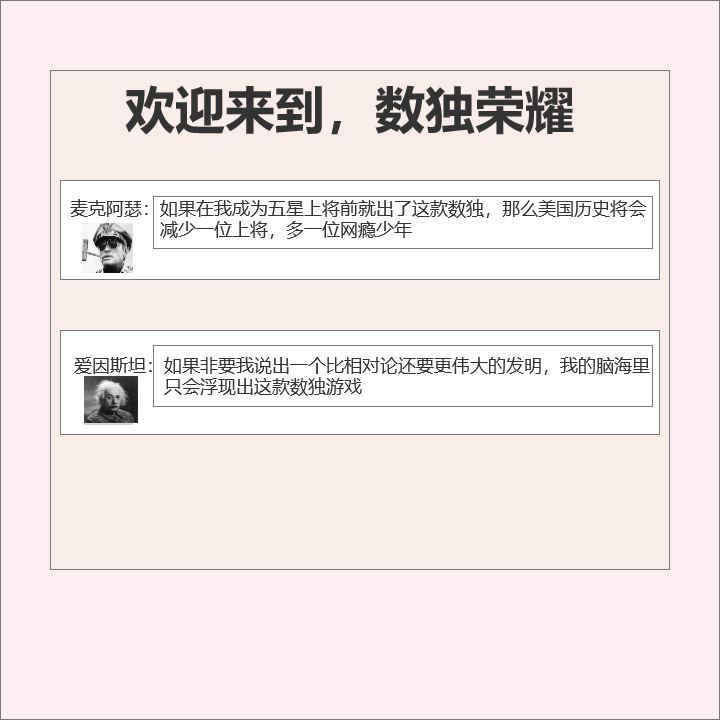 欢迎来到，数独荣耀
麦克阿瑟：
如果在我成为五星上将前就出了这款数独，那么美国历史将会
减少一位上将，多一位网瘾少年
爱因斯坦：
如果非要我说出一个比相对论还要更伟大的发明，我的脑海里
只会浮现出这款数独游戏